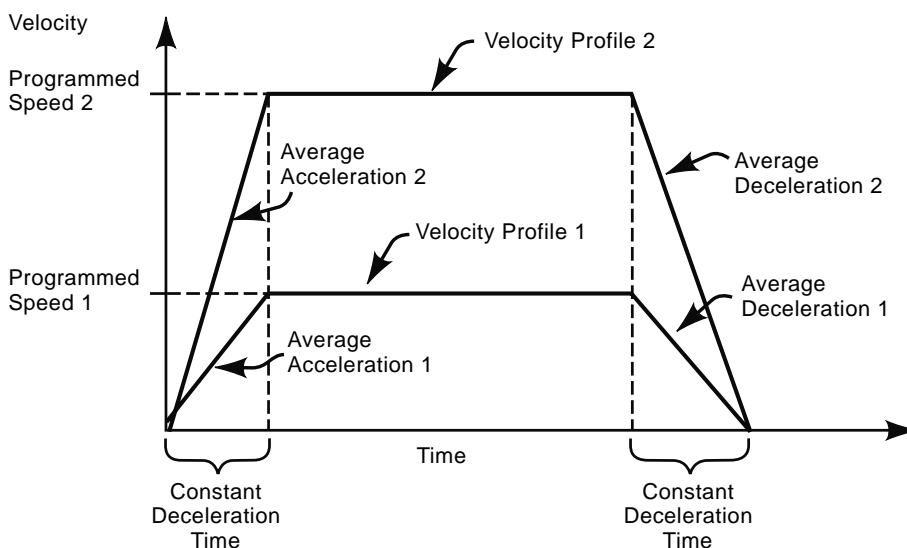 Velocity
Velocity Profile 2
Programmed
Speed 2
Average
Acceleration 2
Average
Deceleration 2
Velocity Profile 1
Programmed
Speed 1
Average
Deceleration 1
Average
Acceleration 1
Time
Constant
Deceleration
Time
Constant
Deceleration
Time